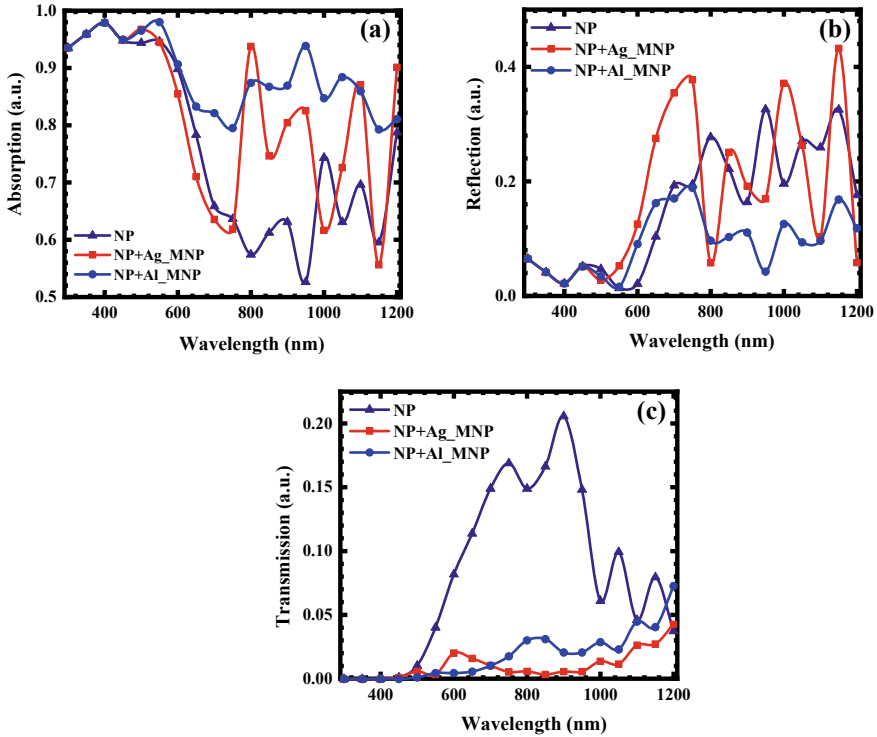 (a)
1.0
0.9
0.8
0.7
0.6
0.5
Absorption (a.u.)
NP
NP+Ag_MNP
NP+Al_MNP
400 600 800 1000 1200
Wavelength (nm)
(b)
0.4
0.2
0.0
Reflection (a.u.)
NP
NP+Ag_MNP
NP+Al_MNP
400 600 800 1000 1200
Wavelength (nm)
(c)
0.20
0.15
0.10
0.05
0.00
Transmission (a.u.)
NP
NP+Ag_MNP
NP+Al_MNP
400 600 800 1000 1200
Wavelength (nm)